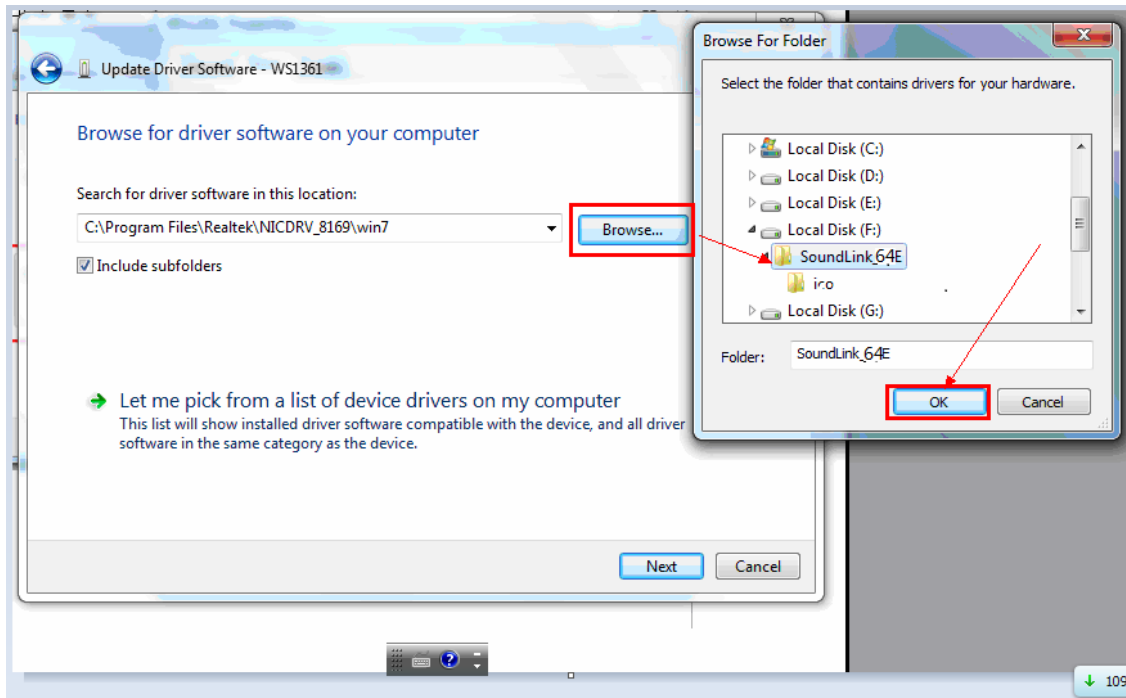 Update Driver Software - WS1361
Browse for driver software on your computer
Search for driver software in this location:
C:\Program Files\Realtek\NICDRV_8169\win7
Browse...
Include subfolders
Let me pick from a list of device drivers on my computer
This list will show installed driver software compatible with the device, and all driver
software in the same category as the device.
Next
Cancel
Browse For Folder
Select the folder that contains drivers for your hardware.
Local Disk (C:)
Local Disk (D:)
Local Disk (E:)
Local Disk (F:)
SoundLink_64E
ico
Local Disk (G:)
Folder:
SoundLink_64E
OK
Cancel
109